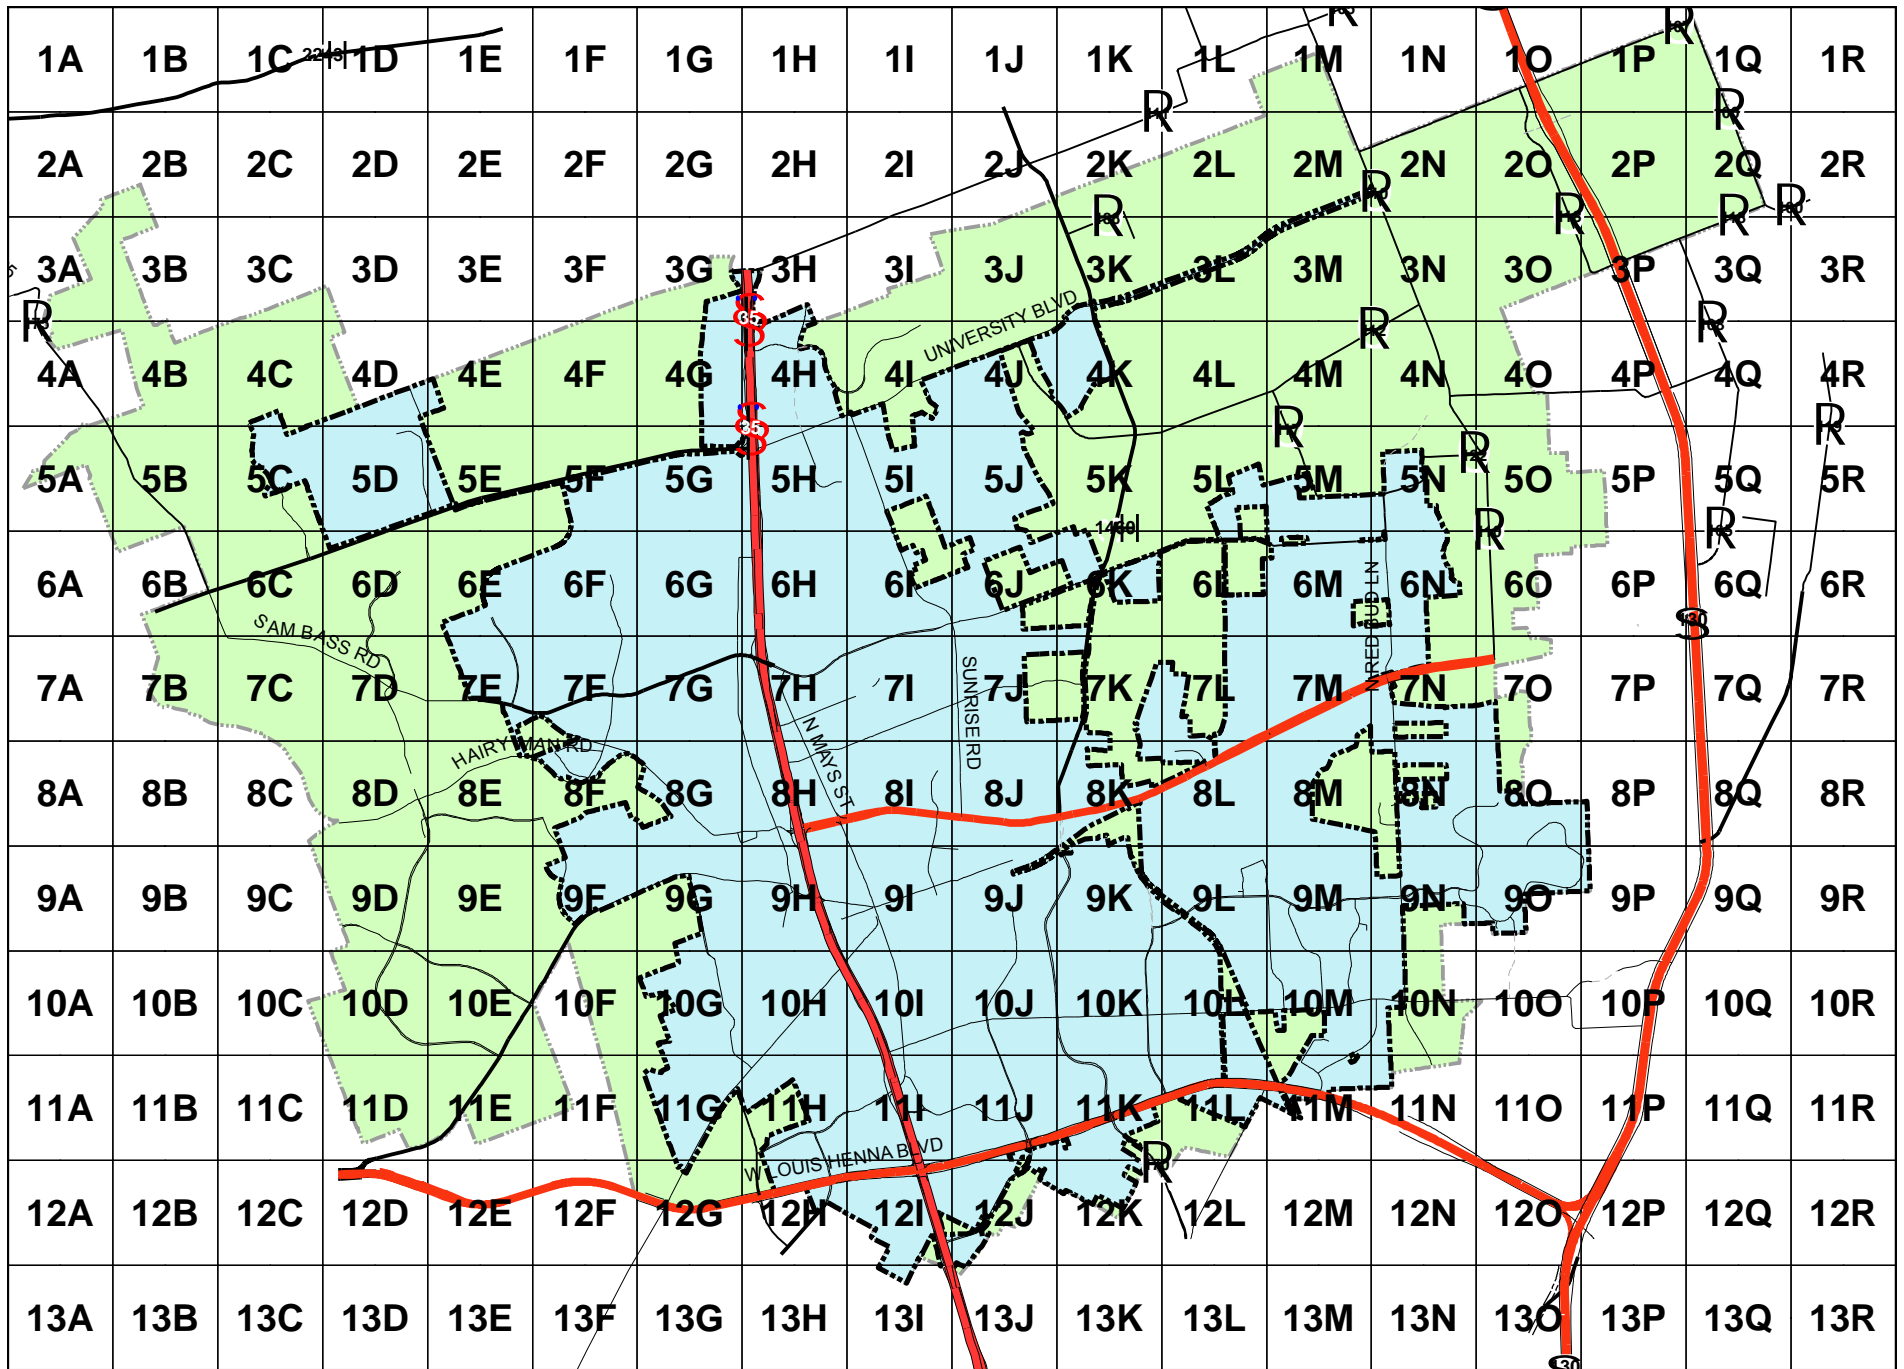 1A 1B 1C 2243 1D 1E 1F 1G 1H 1I 1J 1K 1L 1M 1N 1O 1P 1Q 1R
R R
R R
2A 2B 2C 2D 2E 2F 2G 2H 2I 2J 2K 2L 2M 2N 2O 2P 2Q 2R
R R R R R
3A 3B 3C 3D 3E 3F 3G 3H 3I 3J 3K 3L 3M 3N 3O 3P 3Q 3R
R 35 UNIVERSITY BLVD R R
4A 4B 4C 4D 4E 4F 4G 4H 4I 4J 4K 4L 4M 4N 4O 4P 4Q 4R
35 R R R
5A 5B 5C 5D 5E 5F 5G 5H 5I 5J 5K 5L 5M 5N 5O 5P 5Q 5R
1460 R R
6A 6B 6C 6D 6E 6F 6G 6H 6I 6J 6K 6L 6M 6N 6O 6P 6Q 6R
SAM BASS RD N RED BUD LN 130
7A 7B 7C 7D 7E 7F 7G 7H 7I 7J 7K 7L 7M 7N 7O 7P 7Q 7R
HAIRY MAN RD N MAYS ST SUNRISE RD
8A 8B 8C 8D 8E 8F 8G 8H 8I 8J 8K 8L 8M 8N 8O 8P 8Q 8R
9A 9B 9C 9D 9E 9F 9G 9H 9I 9J 9K 9L 9M 9N 9O 9P 9Q 9R
10A 10B 10C 10D 10E 10F 10G 10H 10I 10J 10K 10L 10M 10N 10O 10P 10Q 10R
11A 11B 11C 11D 11E 11F 11G 11H 11I 11J 11K 11L 11M 11N 11O 11P 11Q 11R
W LOUIS HENNA BLVD R
12A 12B 12C 12D 12E 12F 12G 12H 12I 12J 12K 12L 12M 12N 12O 12P 12Q 12R
13A 13B 13C 13D 13E 13F 13G 13H 13I 13J 13K 13L 13M 13N 13O 13P 13Q 13R
130